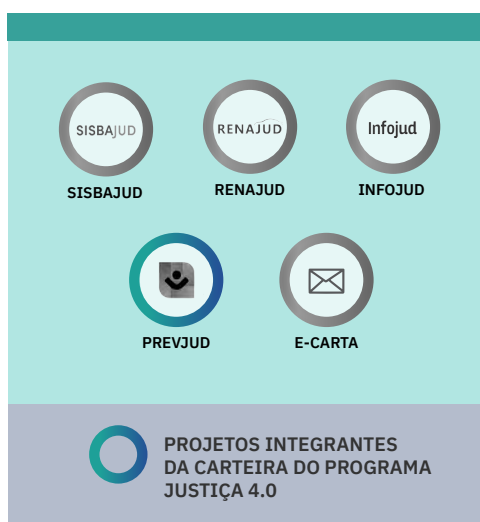 SISBAJUD RENAJUD Infojud
SISBAJUD RENAJUD INFOJUD
PREVJUD E-CARTA
PROJETOS INTEGRANTES
DA CARTEIRA DO PROGRAMA
JUSTIÇA 4.0